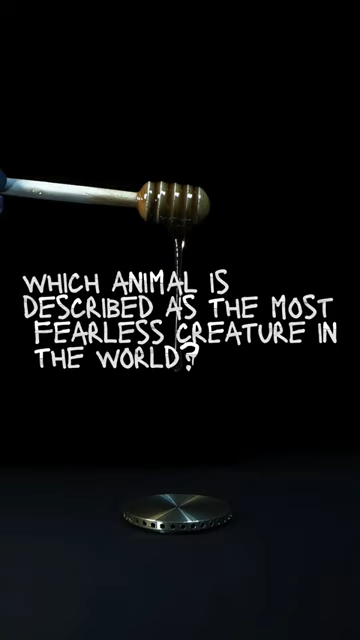 WHICH ANIMAL IS
DESCRIBED AS THE MOST
FEARLESS CREATURE IN
THE WORLD?